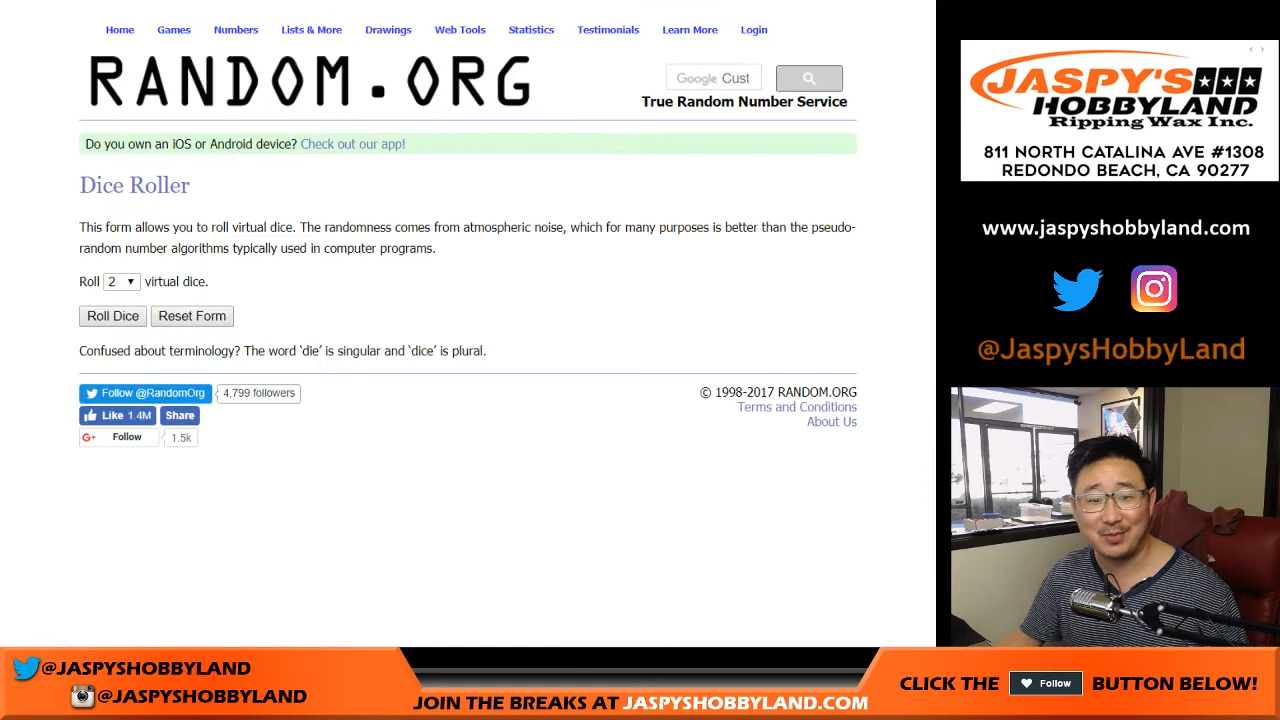 Home Games Numbers Lists & More Drawings Web Tools Statistics Testimonials Learn More Login
RANDOM.ORG
Google Cust
True Random Number Service
Do you own an iOS or Android device? Check out our app!
Dice Roller
This form allows you to roll virtual dice. The randomness comes from atmospheric noise, which for many purposes is better than the pseudo-
random number algorithms typically used in computer programs.
Roll 2 virtual dice.
Roll Dice Reset Form
Confused about terminology? The word ‘die’ is singular and ‘dice’ is plural.
Follow @RandomOrg 4,799 followers
Like 1.4M Share
G+ Follow 1.5k
© 1998-2017 RANDOM.ORG
Terms and Conditions
About Us
JASPY'S
HOBBYLAND
Ripping Wax Inc.
811 NORTH CATALINA AVE #1308
REDONDO BEACH, CA 90277
www.jaspyshobbyland.com
@JaspysHobbyLand
@JASPYSHOBBYLAND
@JASPYSHOBBYLAND
JOIN THE BREAKS AT JASPYSHOBBYLAND.COM
CLICK THE Follow BUTTON BELOW!